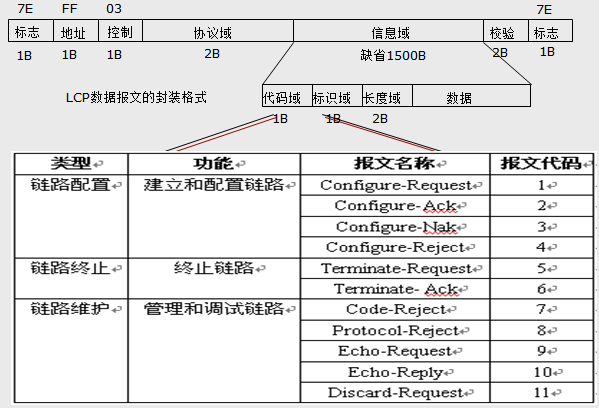 7E FF 03 7E
标志 地址 控制 协议域 信息域 校验 标志
1B 1B 1B 2B 缺省1500B 2B 1B
LCP数据报文的封装格式 代码域 标识域 长度域 数据
1B 1B 2B
类型 功能 报文名称 报文代码
链路配置 建立和配置链路 Configure-Request 1
Configure-Ack 2
Configure-Nak 3
Configure-Reject 4
链路终止 终止链路 Terminate-Request 5
Terminate- Ack 6
链路维护 管理和调试链路 Code-Reject 7
Protocol-Reject 8
Echo-Request 9
Echo-Reply 10
Discard-Request 11